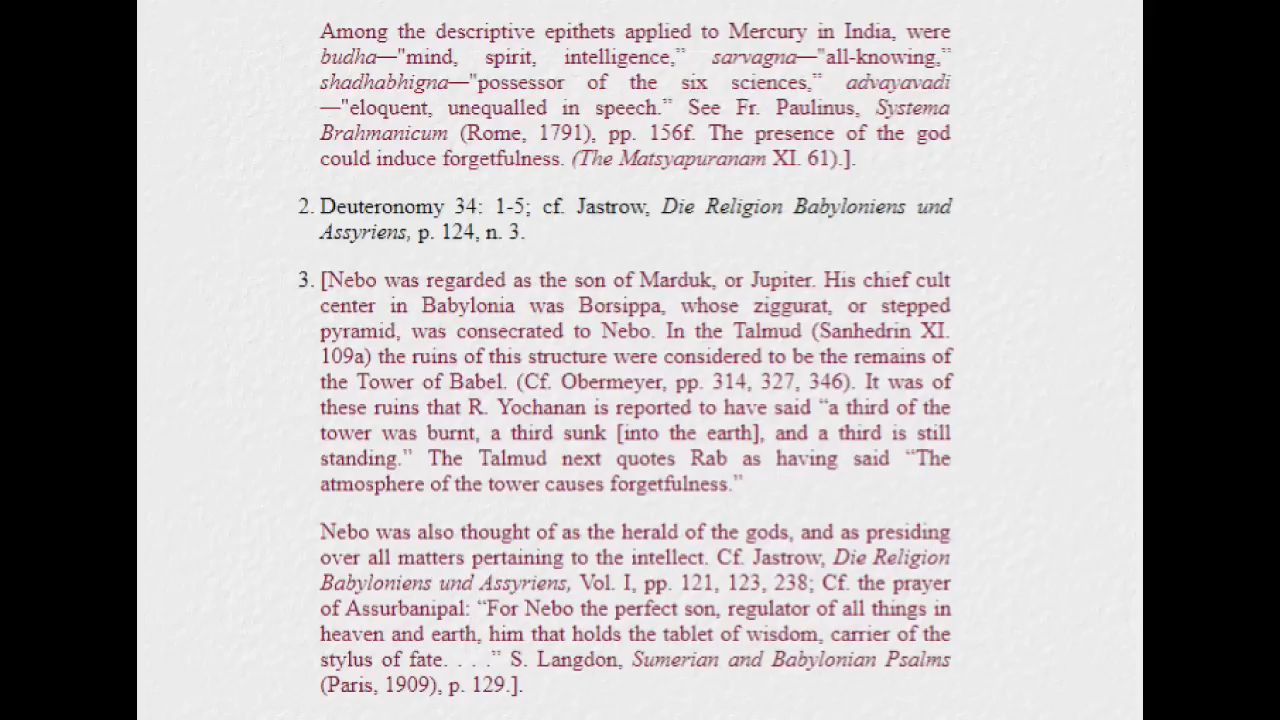 Among the descriptive epithets applied to Mercury in India, were
budha—"mind, spirit, intelligence,” sarvagna—"all-knowing,”
shadhabhigna—"possessor of the six sciences,” advayavadi
—"eloquent, unequalled in speech.” See Fr. Paulinus, Systema
Brahmanicum (Rome, 1791), pp. 156f. The presence of the god
could induce forgetfulness. (The Matsyapuranam XI. 61).].
2. Deuteronomy 34: 1-5; cf. Jastrow, Die Religion Babyloniens und
Assyriens, p. 124, n. 3.
3. [Nebo was regarded as the son of Marduk, or Jupiter. His chief cult
center in Babylonia was Borsippa, whose ziggurat, or stepped
pyramid, was consecrated to Nebo. In the Talmud (Sanhedrin XI.
109a) the ruins of this structure were considered to be the remains of
the Tower of Babel. (Cf. Obermeyer, pp. 314, 327, 346). It was of
these ruins that R. Yochanan is reported to have said “a third of the
tower was burnt, a third sunk [into the earth], and a third is still
standing.” The Talmud next quotes Rab as having said “The
atmosphere of the tower causes forgetfulness.”
Nebo was also thought of as the herald of the gods, and as presiding
over all matters pertaining to the intellect. Cf. Jastrow, Die Religion
Babyloniens und Assyriens, Vol. I, pp. 121, 123, 238; Cf. the prayer
of Assurbanipal: “For Nebo the perfect son, regulator of all things in
heaven and earth, him that holds the tablet of wisdom, carrier of the
stylus of fate. . . .” S. Langdon, Sumerian and Babylonian Psalms
(Paris, 1909), p. 129.].